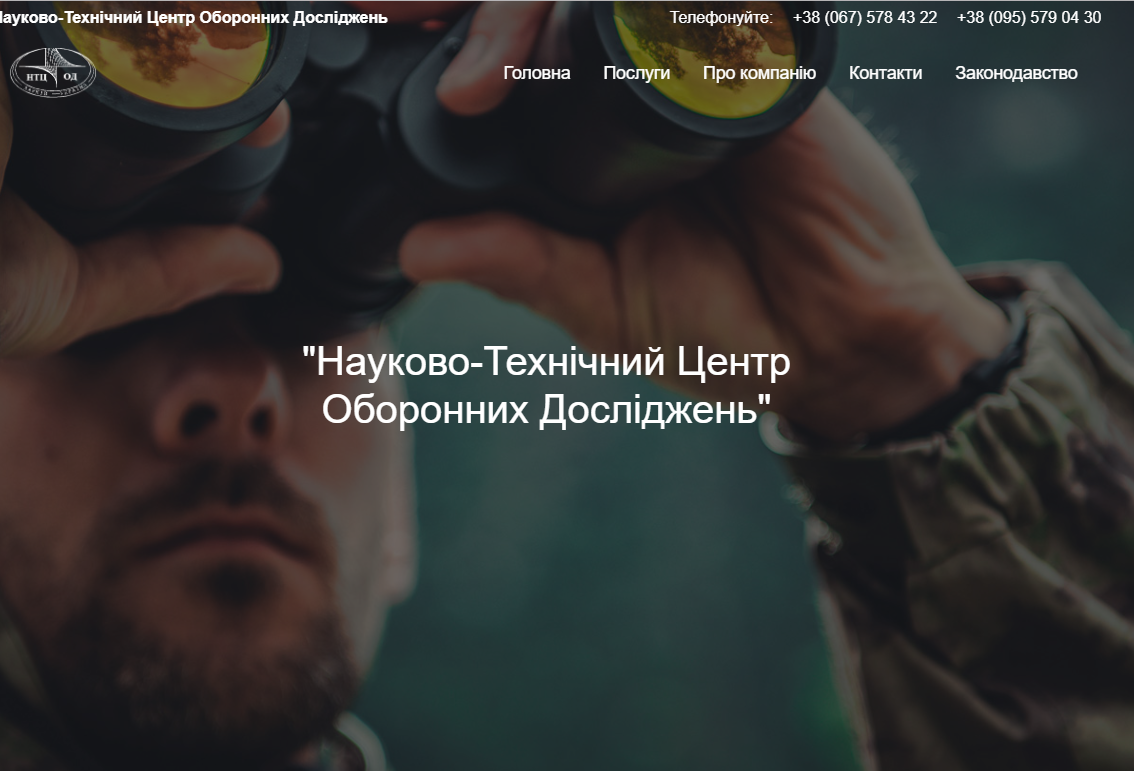 Науково-Технічний Центр Оборонних Досліджень
Телефонуйте: +38 (067) 578 43 22 +38 (095) 579 04 30
НТЦ ОД
Головна Послуги Про компанію Контакти Законодавство
"Науково-Технічний Центр
Оборонних Досліджень"